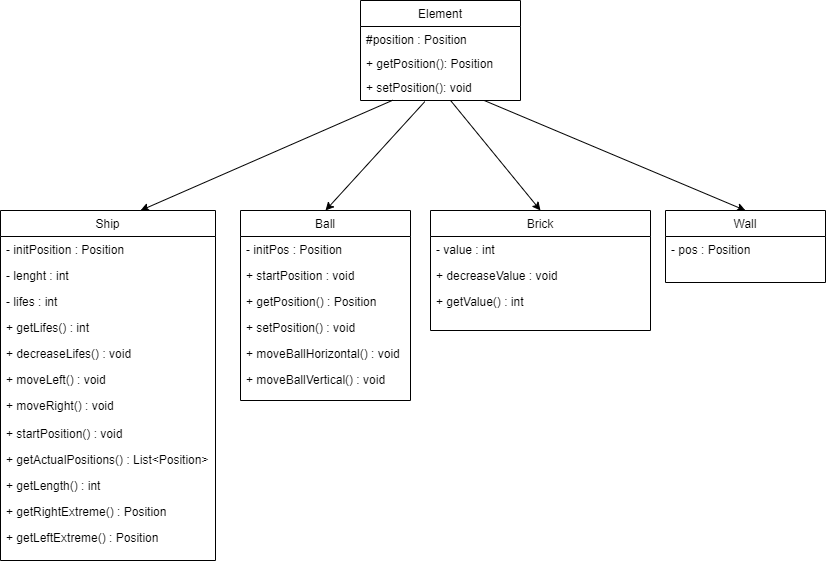 Element
#position : Position
+ getPosition(): Position
+ setPosition(): void
Ship
- initPosition : Position
- lenght : int
- lifes : int
+ getLifes() : int
+ decreaseLifes() : void
+ moveLeft() : void
+ moveRight() : void
+ startPosition() : void
+ getActualPositions() : List<Position>
+ getLength() : int
+ getRightExtreme() : Position
+ getLeftExtreme() : Position
Ball
- initPos : Position
+ startPosition : void
+ getPosition() : Position
+ setPosition() : void
+ moveBallHorizontal() : void
+ moveBallVertical() : void
Brick
- value : int
+ decreaseValue : void
+ getValue() : int
Wall
- pos : Position